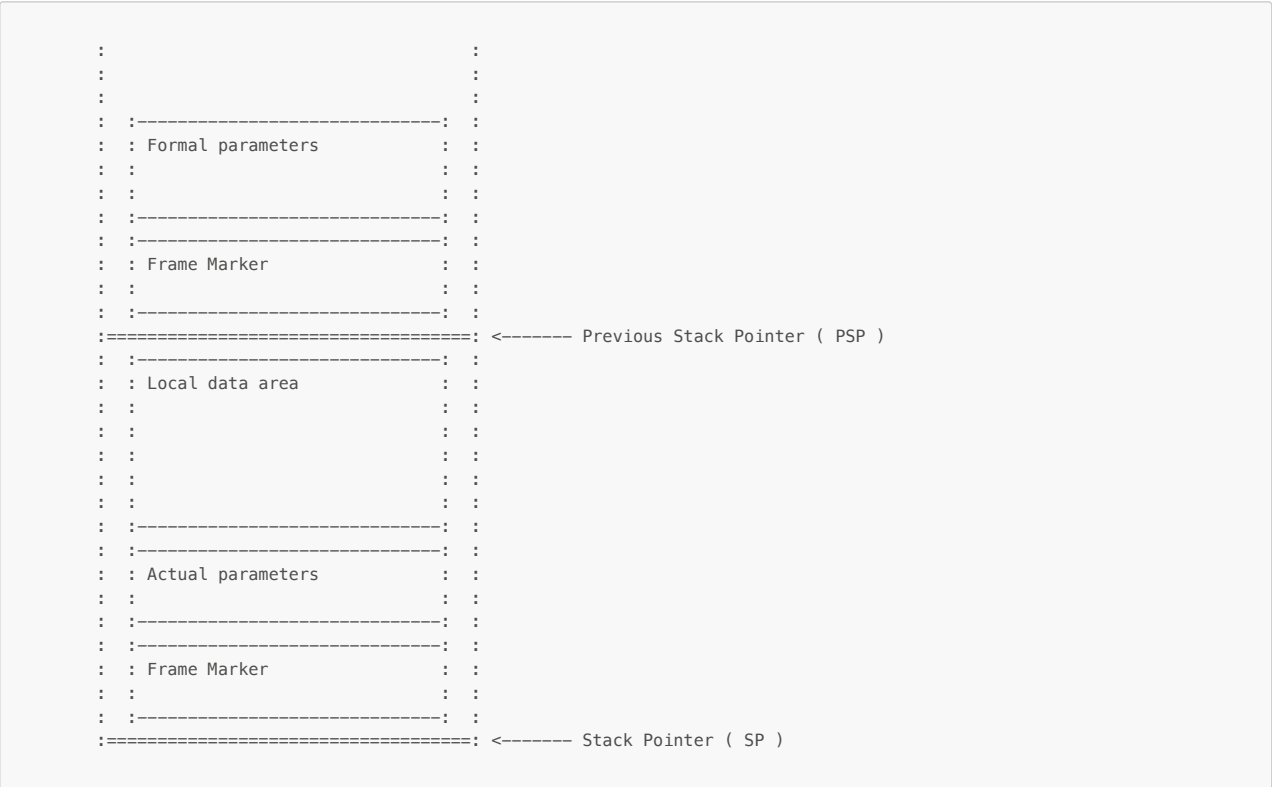 :                                    :
:                                    :
:                                    :
:  :------------------------------:  :
:  : Formal parameters            :  :
:  :                              :  :
:  :                              :  :
:  :------------------------------:  :
:  :------------------------------:  :
:  : Frame Marker                 :  :
:  :                              :  :
:  :------------------------------:  :
:====================================: <------- Previous Stack Pointer ( PSP )
:  :------------------------------:  :
:  : Local data area              :  :
:  :                              :  :
:  :                              :  :
:  :                              :  :
:  :                              :  :
:  :                              :  :
:  :------------------------------:  :
:  :------------------------------:  :
:  : Actual parameters            :  :
:  :                              :  :
:  :------------------------------:  :
:  :------------------------------:  :
:  : Frame Marker                 :  :
:  :                              :  :
:  :------------------------------:  :
:====================================: <------- Stack Pointer ( SP )